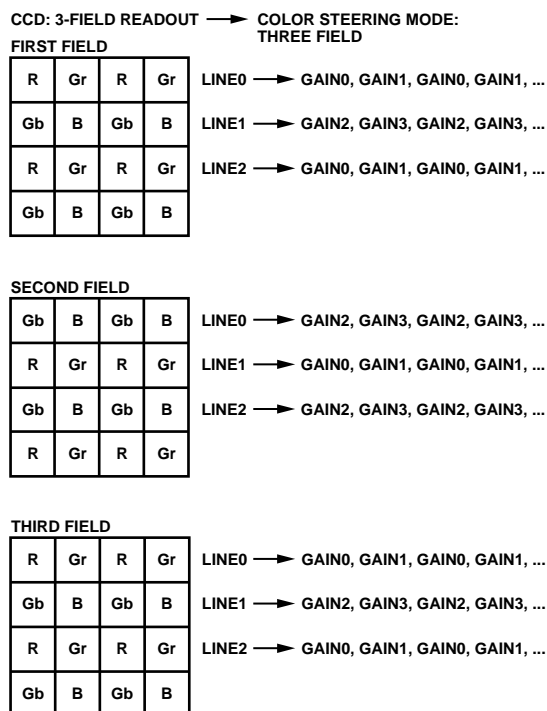 CCD: 3-FIELD READOUT → COLOR STEERING MODE:
THREE FIELD
FIRST FIELD
R Gr R Gr LINE0 → GAIN0, GAIN1, GAIN0, GAIN1, ...
Gb B Gb B LINE1 → GAIN2, GAIN3, GAIN2, GAIN3, ...
R Gr R Gr LINE2 → GAIN0, GAIN1, GAIN0, GAIN1, ...
Gb B Gb B
SECOND FIELD
Gb B Gb B LINE0 → GAIN2, GAIN3, GAIN2, GAIN3, ...
R Gr R Gr LINE1 → GAIN0, GAIN1, GAIN0, GAIN1, ...
Gb B Gb B LINE2 → GAIN2, GAIN3, GAIN2, GAIN3, ...
R Gr R Gr
THIRD FIELD
R Gr R Gr LINE0 → GAIN0, GAIN1, GAIN0, GAIN1, ...
Gb B Gb B LINE1 → GAIN2, GAIN3, GAIN2, GAIN3, ...
R Gr R Gr LINE2 → GAIN0, GAIN1, GAIN0, GAIN1, ...
Gb B Gb B